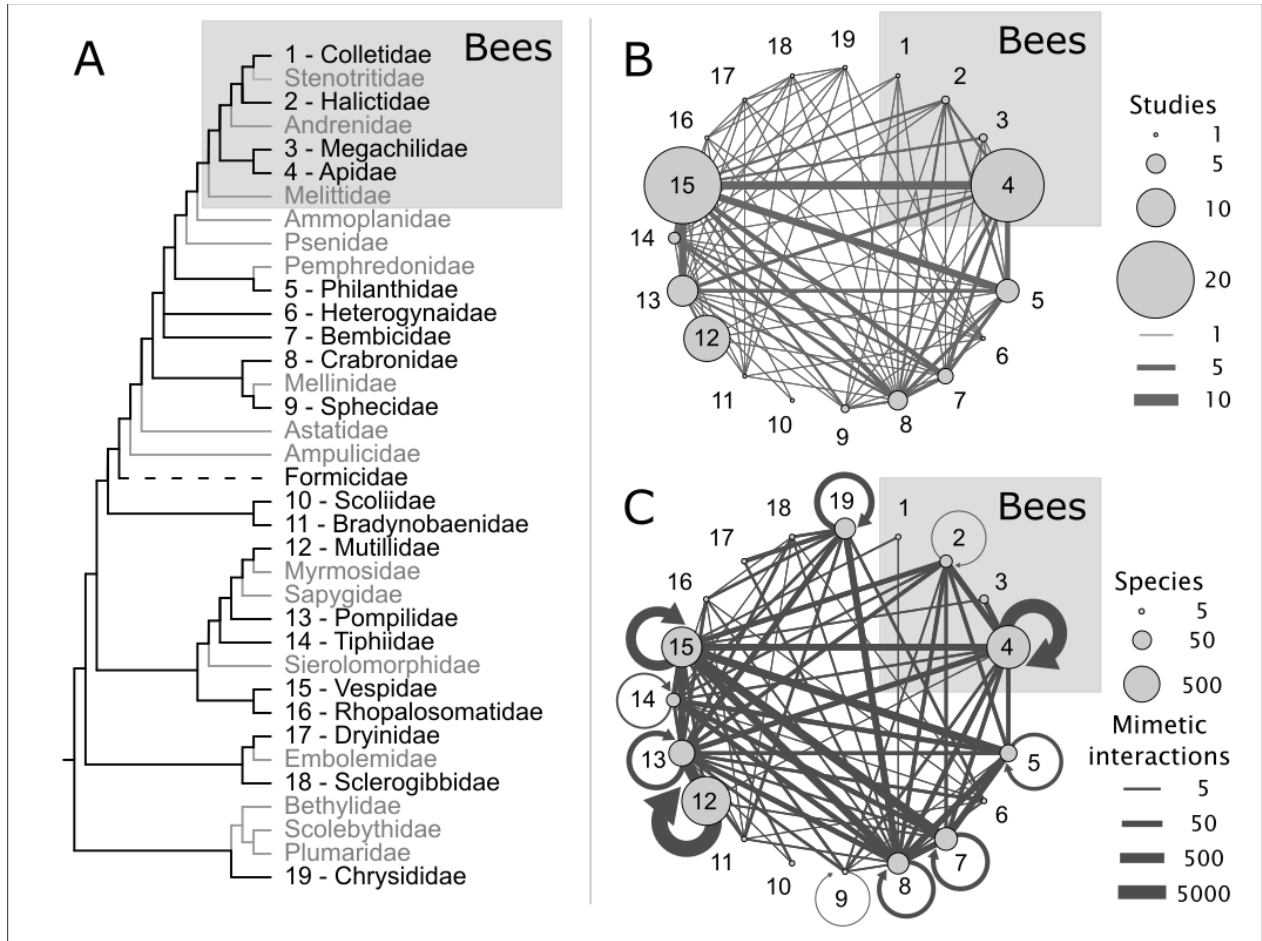 A
Bees
1 - Colletidae
Stenotritidae
2 - Halictidae
Andrenidae
3 - Megachilidae
4 - Apidae
Melittidae
Ammoplanidae
Psenidae
Pemphredonidae
5 - Philanthidae
6 - Heterogynaidae
7 - Bembicidae
8 - Crabronidae
Mellinidae
9 - Sphecidae
Astatidae
Ampulicidae
Formicidae
10 - Scoliidae
11 - Bradynobaenidae
12 - Mutillidae
Myrmosidae
Sapygidae
13 - Pompilidae
14 - Tiphiidae
Sierolomorphidae
15 - Vespidae
16 - Rhopalosomatidae
17 - Dryinidae
Embolemidae
18 - Sclerogibbidae
Bethylidae
Scolebythidae
Plumaridae
19 - Chrysididae
B
Bees
1
2
3
4
5
6
7
8
9
10
11
12
13
14
15
16
17
18
19
Studies
1
5
10
20
1
5
10
C
Bees
1
2
3
4
5
6
7
8
9
10
11
12
13
14
15
16
17
18
19
Species
5
50
500
Mimetic
interactions
5
50
500
5000